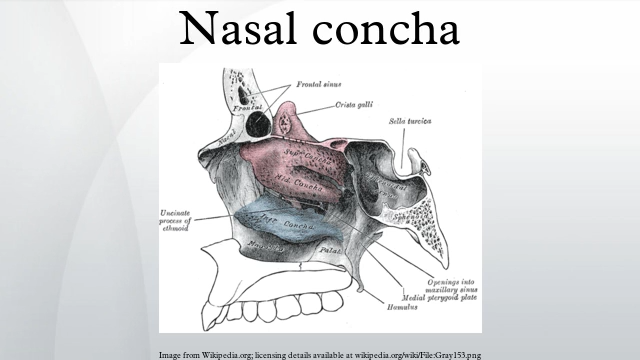 Nasal concha
Frontal sinus
Crista galli
Frontal
Sella turcica
Nasal
Sup. Concha
Mid. Concha
Sphenoid
Uncinate
process of
ethmoid
Inf. Concha
Palate
Openings into
maxillary sinus
Medial pterygoid plate
Hamulus
Image from Wikipedia.org; licensing details available at wikipedia.org/wiki/File:Gray153.png